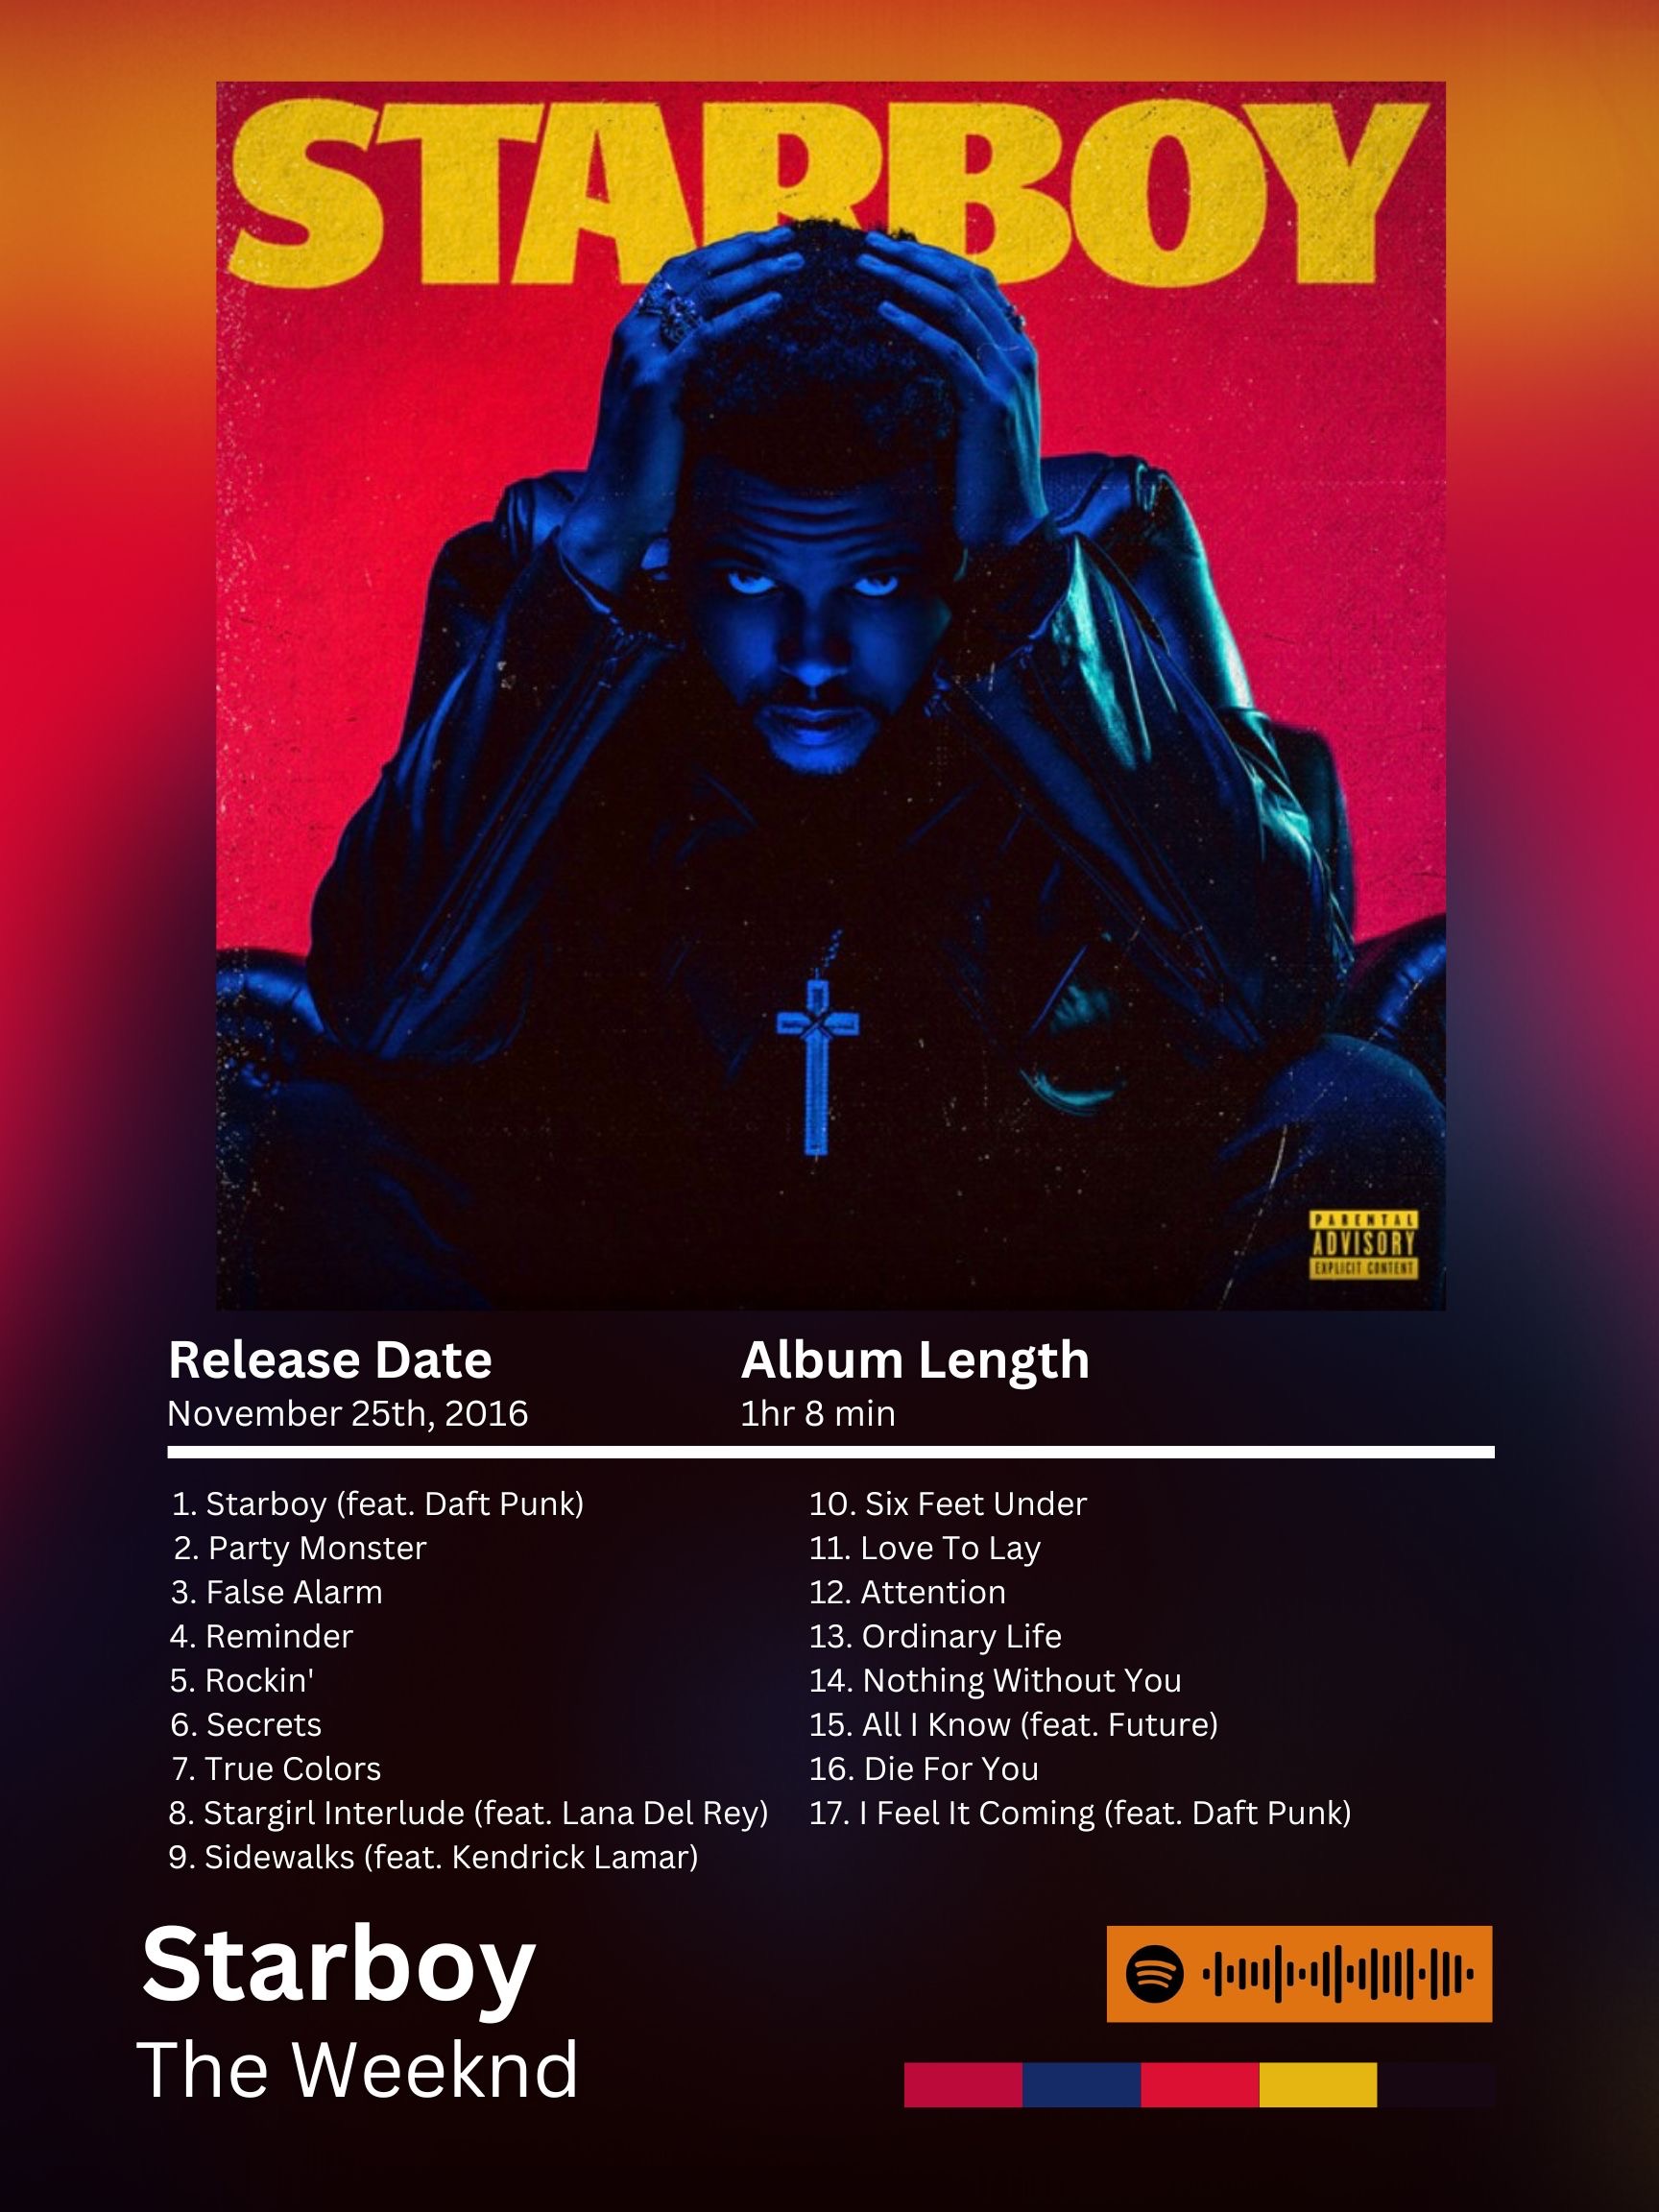 STARBOY
PARENTAL
ADVISORY
EXPLICIT CONTENT
Release Date
November 25th, 2016
Album Length
1hr 8 min
1. Starboy (feat. Daft Punk)
2. Party Monster
3. False Alarm
4. Reminder
5. Rockin'
6. Secrets
7. True Colors
8. Stargirl Interlude (feat. Lana Del Rey)
9. Sidewalks (feat. Kendrick Lamar)
10. Six Feet Under
11. Love To Lay
12. Attention
13. Ordinary Life
14. Nothing Without You
15. All I Know (feat. Future)
16. Die For You
17. I Feel It Coming (feat. Daft Punk)
Starboy
The Weeknd